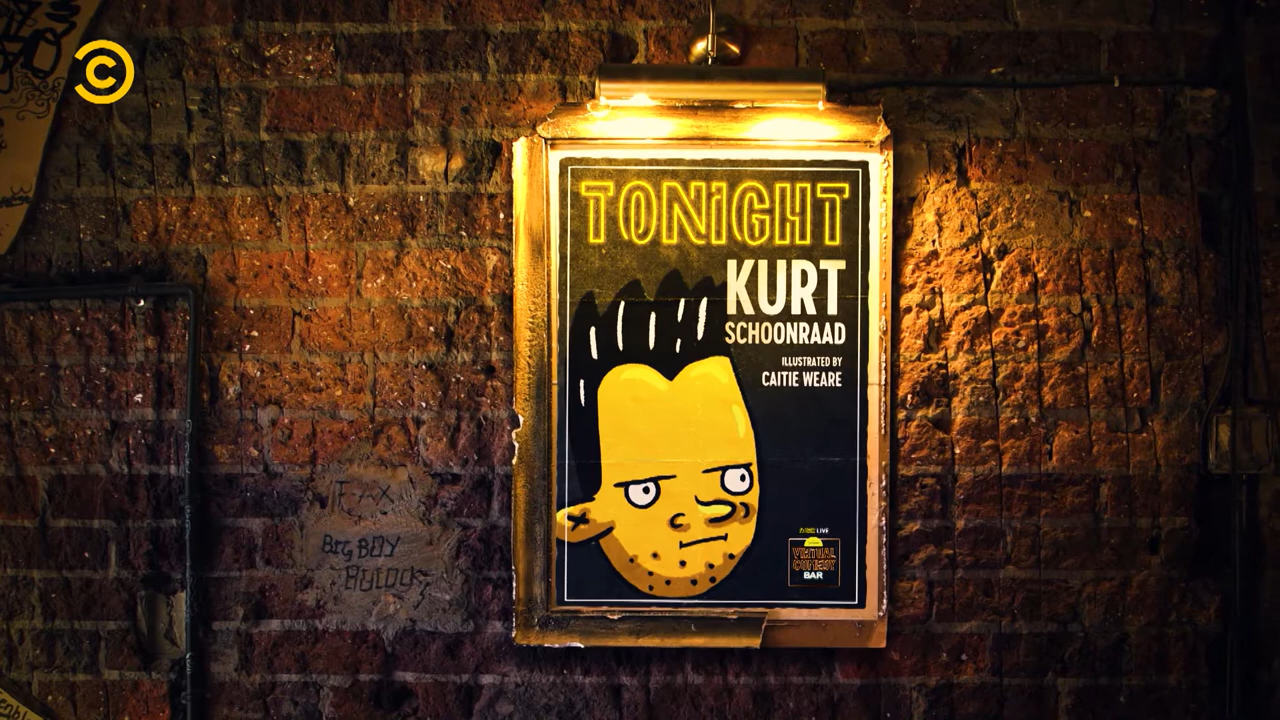 TONIGHT
KURT
SCHOONRAAD
ILLUSTRATED BY
CAITIE WEARE
LIVE
VIRTUAL
COMEDY
BAR
BIG BOY